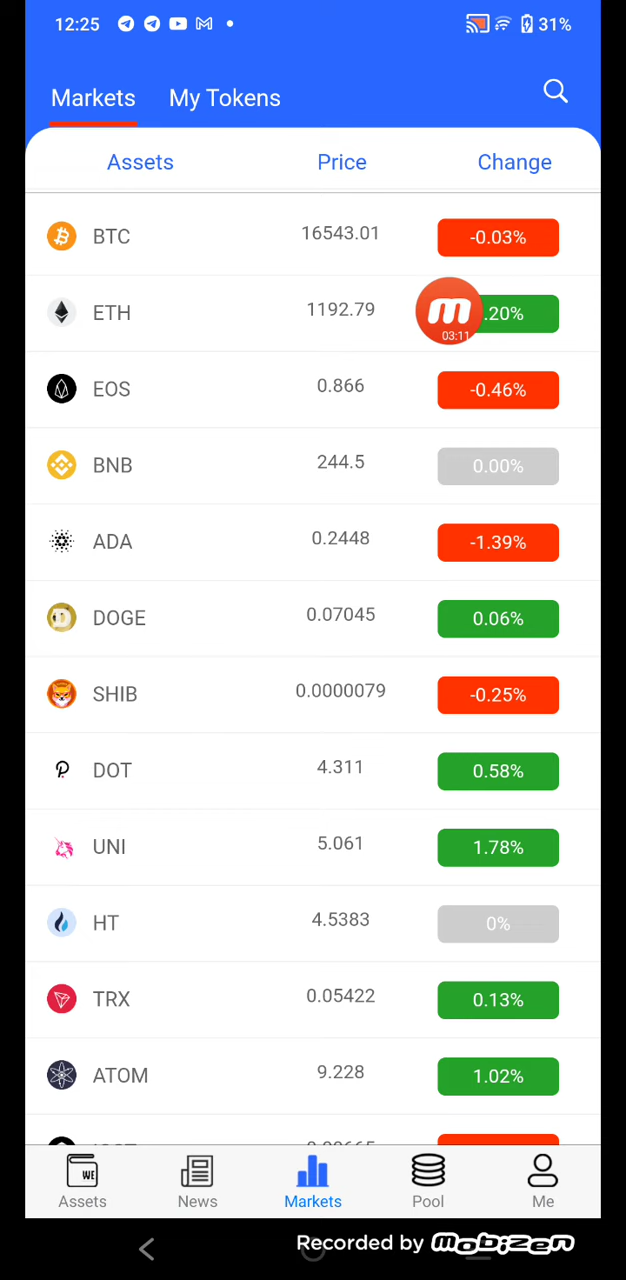 12:25 31%
Markets My Tokens
Assets Price Change
BTC 16543.01 -0.03%
ETH 1192.79 .20%
m
03:11
EOS 0.866 -0.46%
BNB 244.5 0.00%
ADA 0.2448 -1.39%
DOGE 0.07045 0.06%
SHIB 0.0000079 -0.25%
DOT 4.311 0.58%
UNI 5.061 1.78%
HT 4.5383 0%
TRX 0.05422 0.13%
ATOM 9.228 1.02%
WE
Assets News Markets Pool Me
Recorded by mobizen